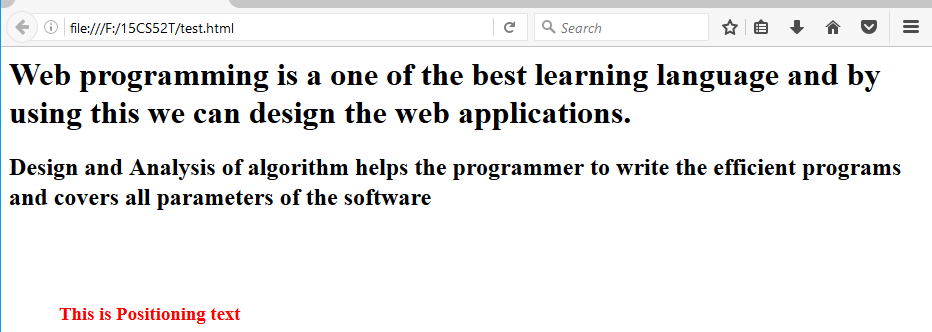 file:///F:/15CS52T/test.html
Search
Web programming is a one of the best learning language and by
using this we can design the web applications.
Design and Analysis of algorithm helps the programmer to write the efficient programs
and covers all parameters of the software
This is Positioning text